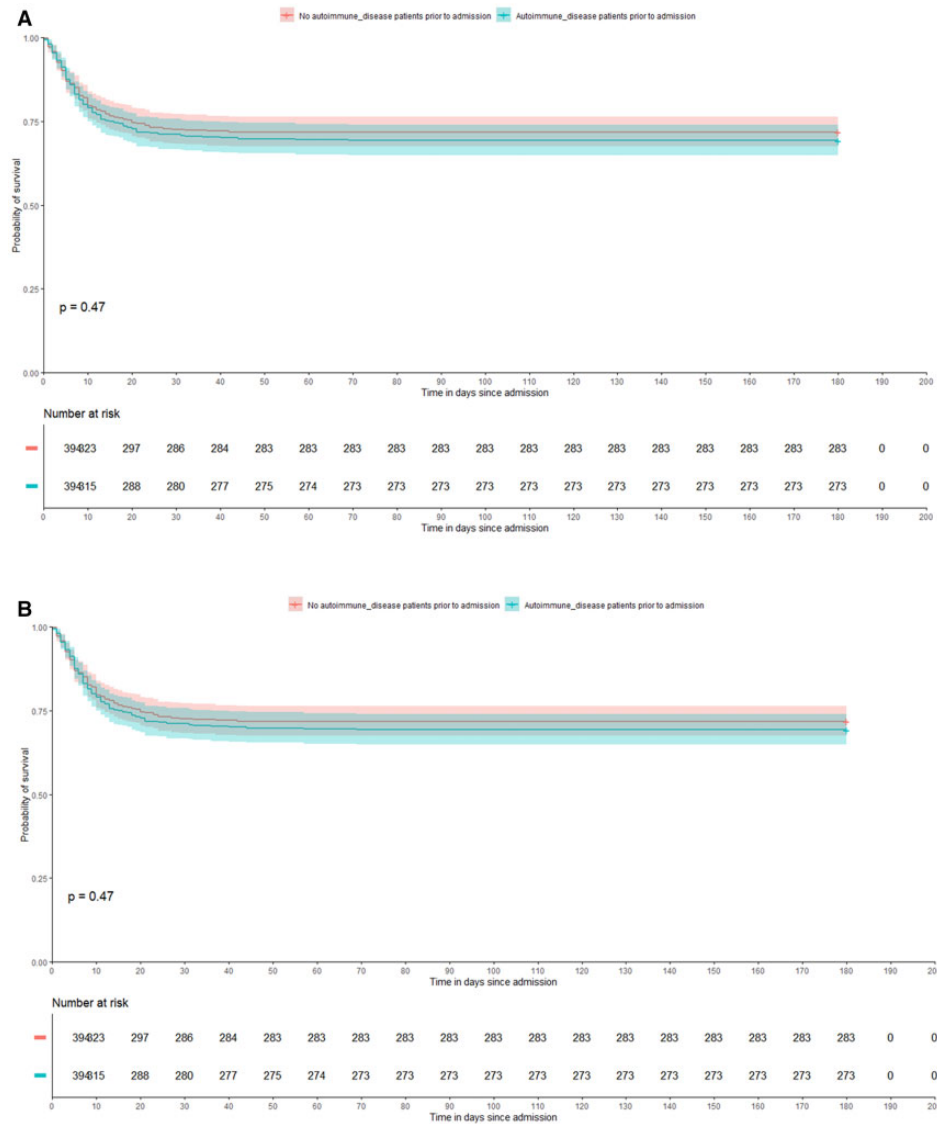 A
No autoimmune_disease patients prior to admission Autoimmune_disease patients prior to admission
1.00
0.75
0.50
0.25
0.00
Probability of survival
p = 0.47
0 10 20 30 40 50 60 70 80 90 100 110 120 130 140 150 160 170 180 190 200
Time in days since admission
Number at risk
394 323 297 286 284 283 283 283 283 283 283 283 283 283 283 283 283 283 283 0 0
394 315 288 280 277 275 274 273 273 273 273 273 273 273 273 273 273 273 273 0 0
0 10 20 30 40 50 60 70 80 90 100 110 120 130 140 150 160 170 180 190 200
Time in days since admission
B
No autoimmune_disease patients prior to admission Autoimmune_disease patients prior to admission
1.00
0.75
0.50
0.25
0.00
Probability of survival
p = 0.47
0 10 20 30 40 50 60 70 80 90 100 110 120 130 140 150 160 170 180 190 200
Time in days since admission
Number at risk
394 323 297 286 284 283 283 283 283 283 283 283 283 283 283 283 283 283 283 0 0
394 315 288 280 277 275 274 273 273 273 273 273 273 273 273 273 273 273 273 0 0
0 10 20 30 40 50 60 70 80 90 100 110 120 130 140 150 160 170 180 190 200
Time in days since admission